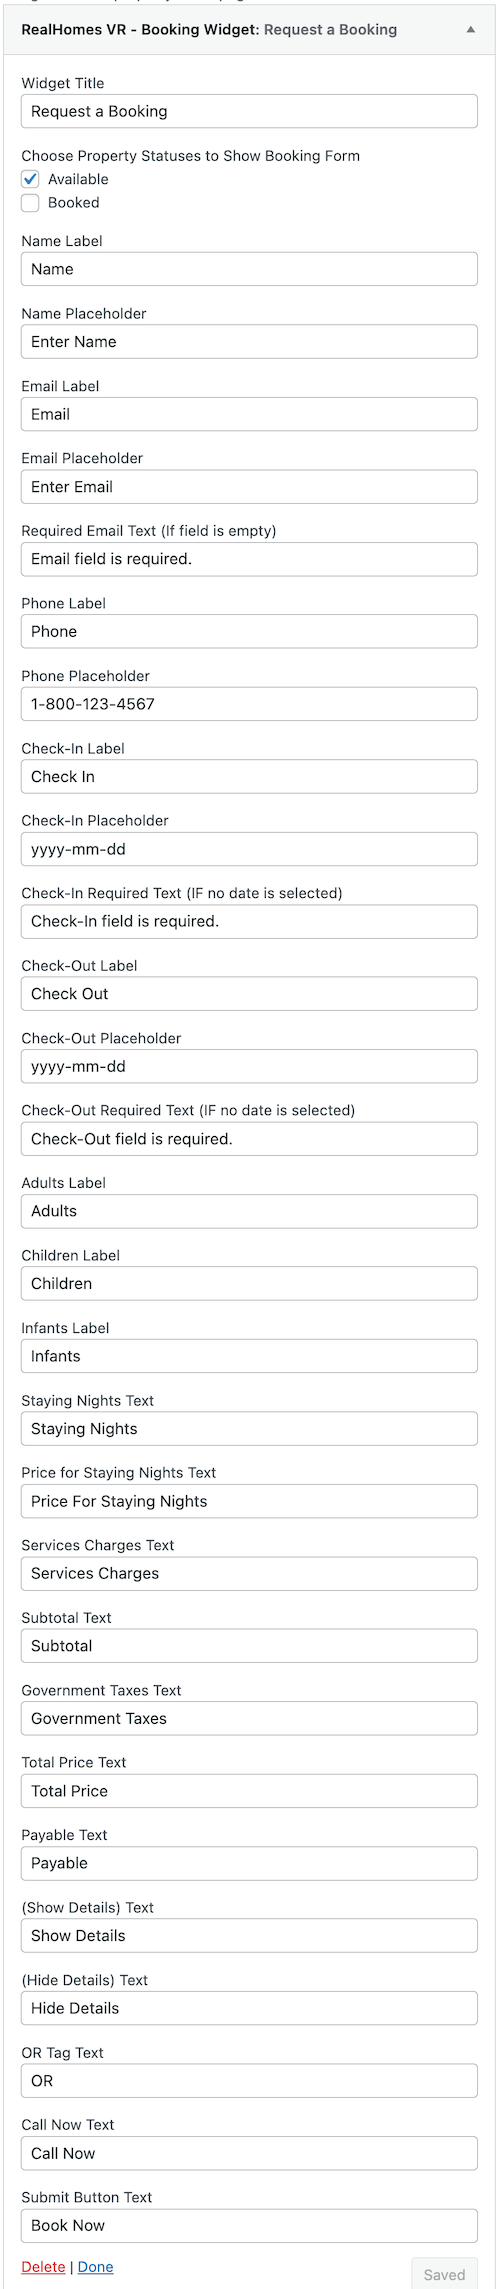 RealHomes VR - Booking Widget: Request a Booking
Widget Title
Request a Booking
Choose Property Statuses to Show Booking Form
Available
Booked
Name Label
Name
Name Placeholder
Enter Name
Email Label
Email
Email Placeholder
Enter Email
Required Email Text (If field is empty)
Email field is required.
Phone Label
Phone
Phone Placeholder
1-800-123-4567
Check-In Label
Check In
Check-In Placeholder
yyyy-mm-dd
Check-In Required Text (IF no date is selected)
Check-In field is required.
Check-Out Label
Check Out
Check-Out Placeholder
yyyy-mm-dd
Check-Out Required Text (IF no date is selected)
Check-Out field is required.
Adults Label
Adults
Children Label
Children
Infants Label
Infants
Staying Nights Text
Staying Nights
Price for Staying Nights Text
Price For Staying Nights
Services Charges Text
Services Charges
Subtotal Text
Subtotal
Government Taxes Text
Government Taxes
Total Price Text
Total Price
Payable Text
Payable
(Show Details) Text
Show Details
(Hide Details) Text
Hide Details
OR Tag Text
OR
Call Now Text
Call Now
Submit Button Text
Book Now
Delete | Done
Saved